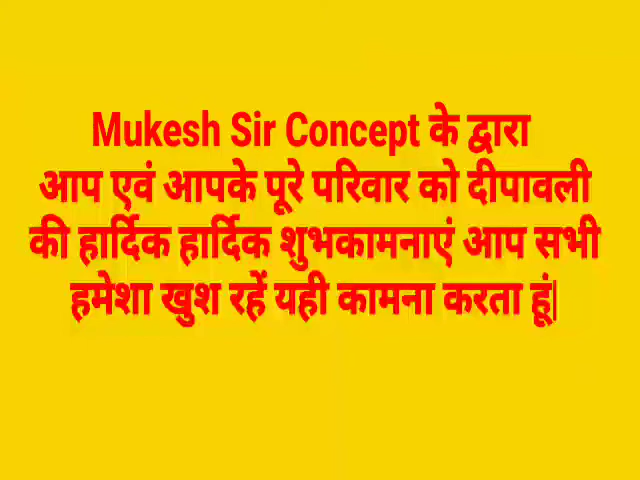 Mukesh Sir Concept के द्वारा
आप एवं आपके पूरे परिवार को दीपावली
की हार्दिक हार्दिक शुभकामनाएं आप सभी
हमेशा खुश रहें यही कामना करता हूं|